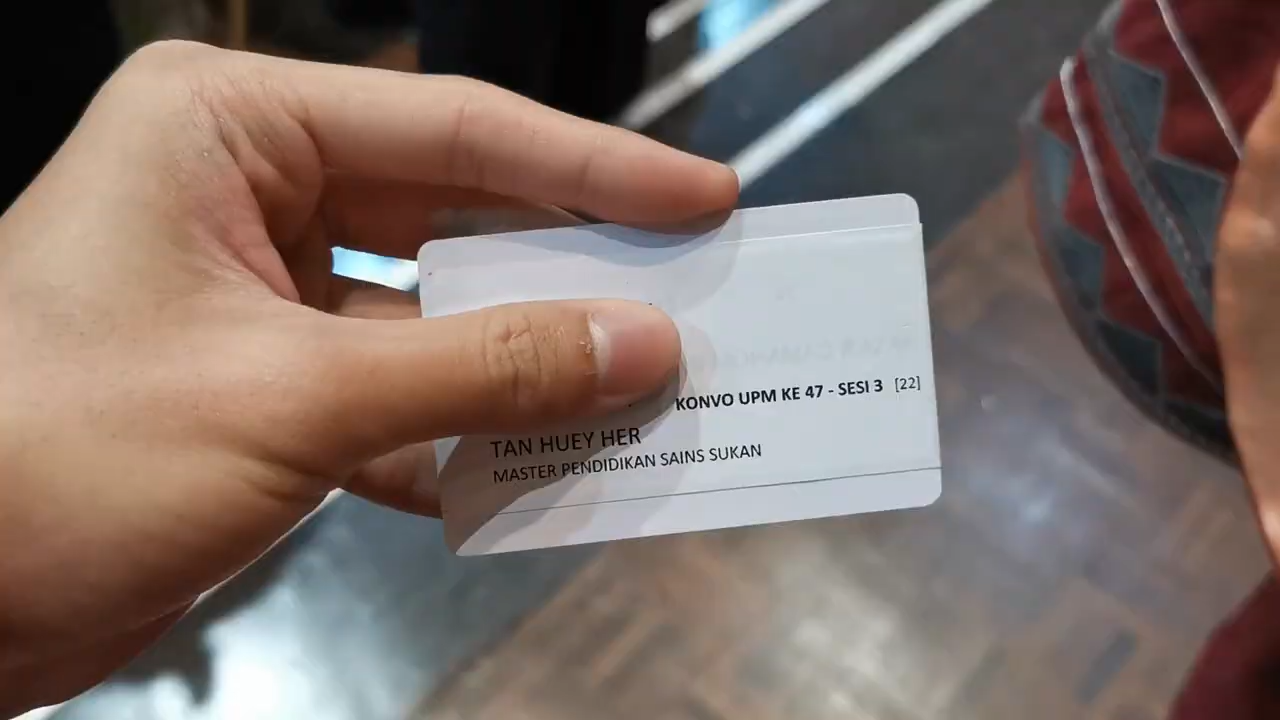 KONVO UPM KE 47 - SESI 3 [22]
TAN HUEY HER
MASTER PENDIDIKAN SAINS SUKAN